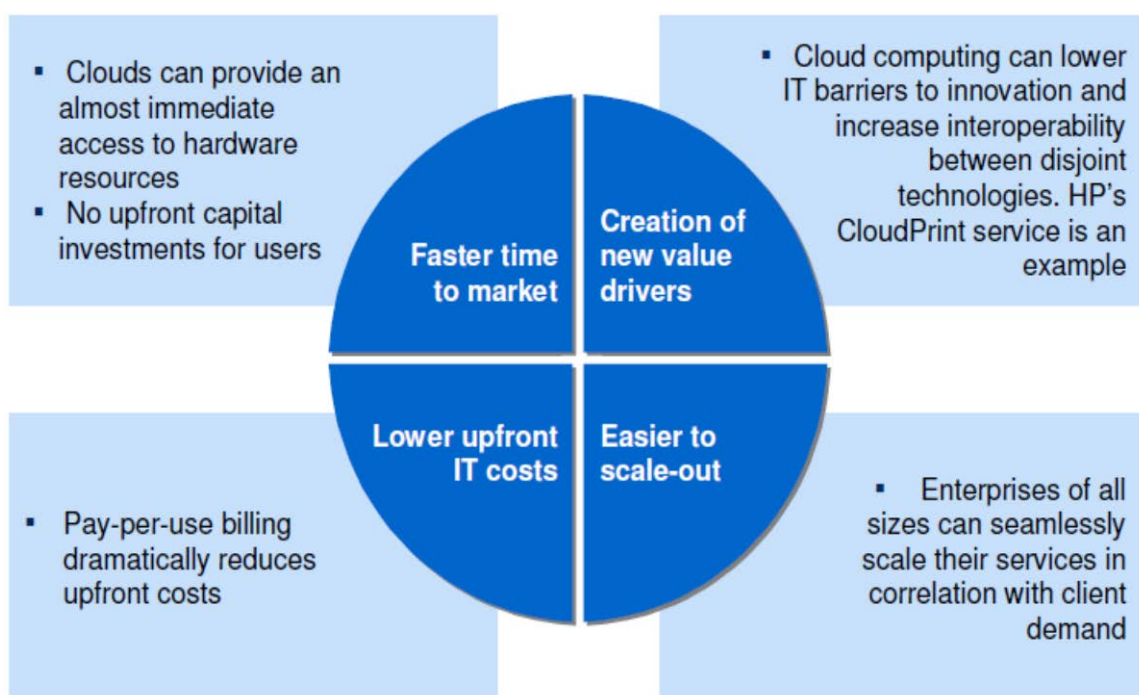 ▪ Clouds can provide an
almost immediate
access to hardware
resources
▪ No upfront capital
investments for users
Faster time
to market
▪ Cloud computing can lower
IT barriers to innovation and
increase interoperability
between disjoint
technologies. HP's
CloudPrint service is an
example
Creation of
new value
drivers
▪ Pay-per-use billing
dramatically reduces
upfront costs
Lower upfront
IT costs
Easier to
scale-out
▪ Enterprises of all
sizes can seamlessly
scale their services in
correlation with client
demand